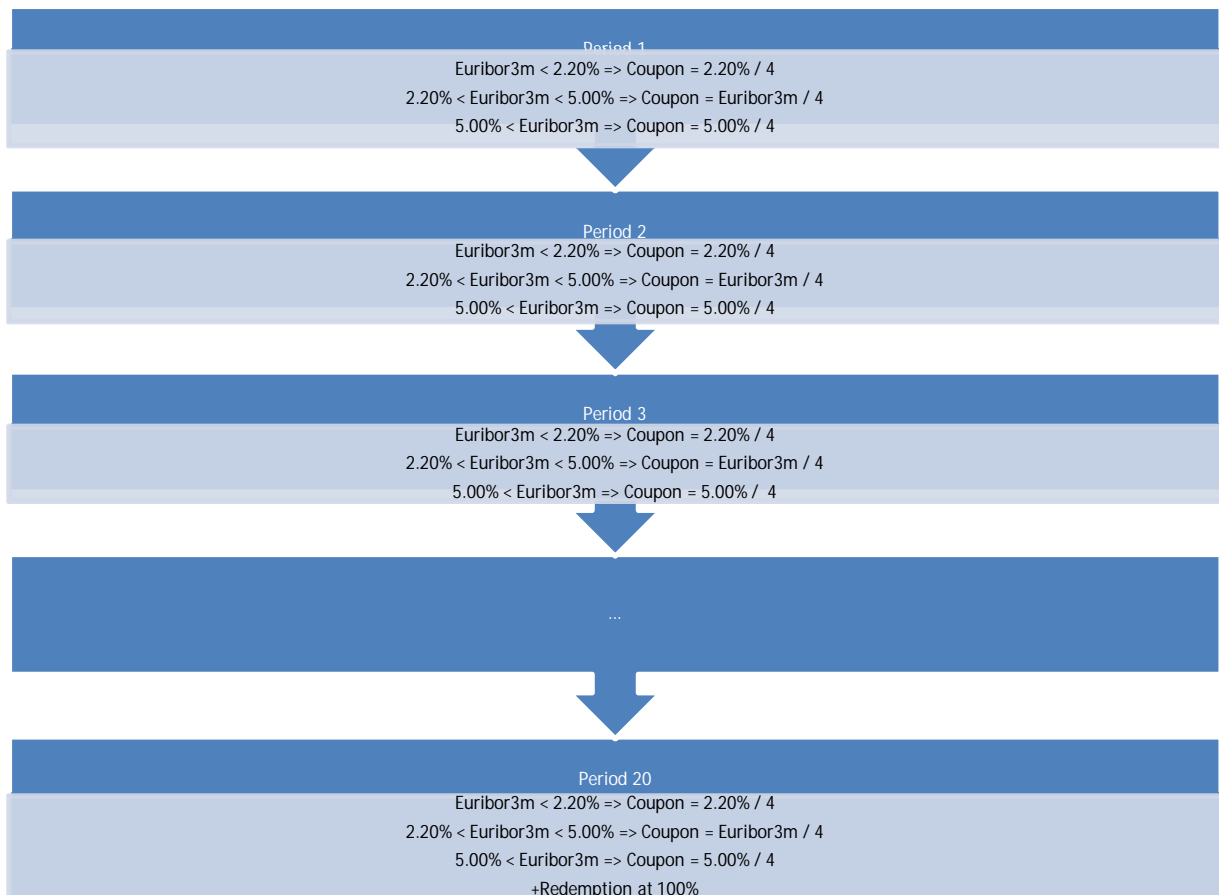 Period 1
Euribor3m < 2.20% => Coupon = 2.20% / 4
2.20% < Euribor3m < 5.00% => Coupon = Euribor3m / 4
5.00% < Euribor3m => Coupon = 5.00% / 4
Period 2
Euribor3m < 2.20% => Coupon = 2.20% / 4
2.20% < Euribor3m < 5.00% => Coupon = Euribor3m / 4
5.00% < Euribor3m => Coupon = 5.00% / 4
Period 3
Euribor3m < 2.20% => Coupon = 2.20% / 4
2.20% < Euribor3m < 5.00% => Coupon = Euribor3m / 4
5.00% < Euribor3m => Coupon = 5.00% / 4
...
Period 20
Euribor3m < 2.20% => Coupon = 2.20% / 4
2.20% < Euribor3m < 5.00% => Coupon = Euribor3m / 4
5.00% < Euribor3m => Coupon = 5.00% / 4
+Redemption at 100%